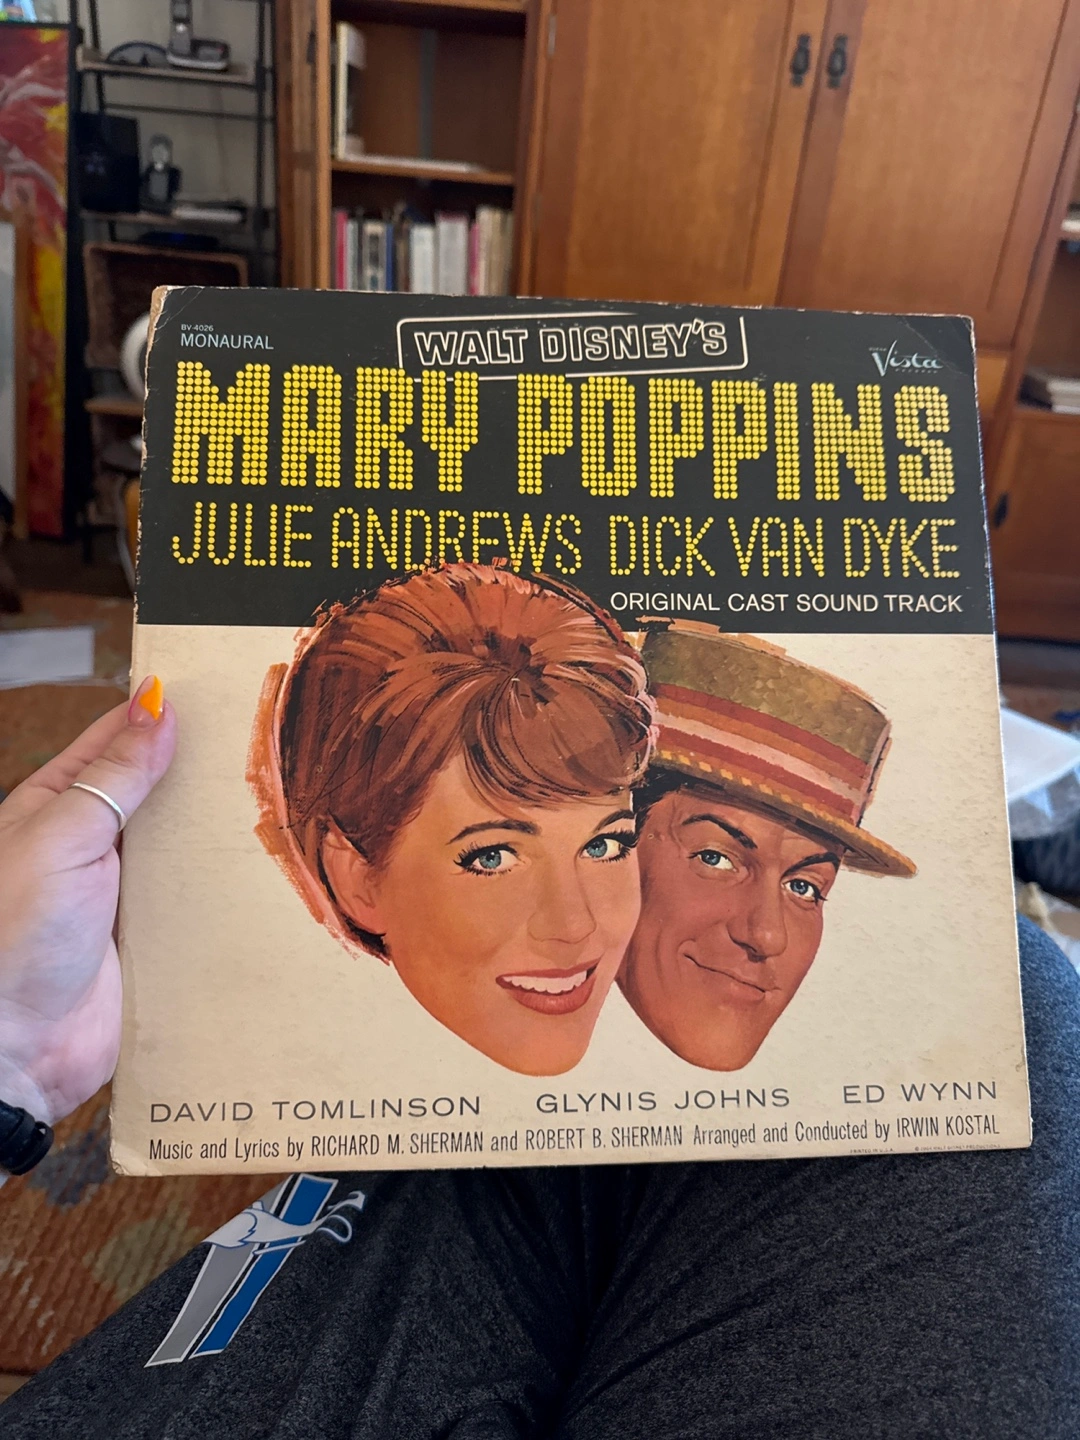 BV-4026
MONAURAL
WALT DISNEY'S
Vista
MARY POPPINS
JULIE ANDREWS DICK VAN DYKE
ORIGINAL CAST SOUND TRACK
DAVID TOMLINSON GLYNIS JOHNS ED WYNN
Music and Lyrics by RICHARD M. SHERMAN and ROBERT B. SHERMAN Arranged and Conducted by IRWIN KOSTAL
PRINTED IN U.S.A.